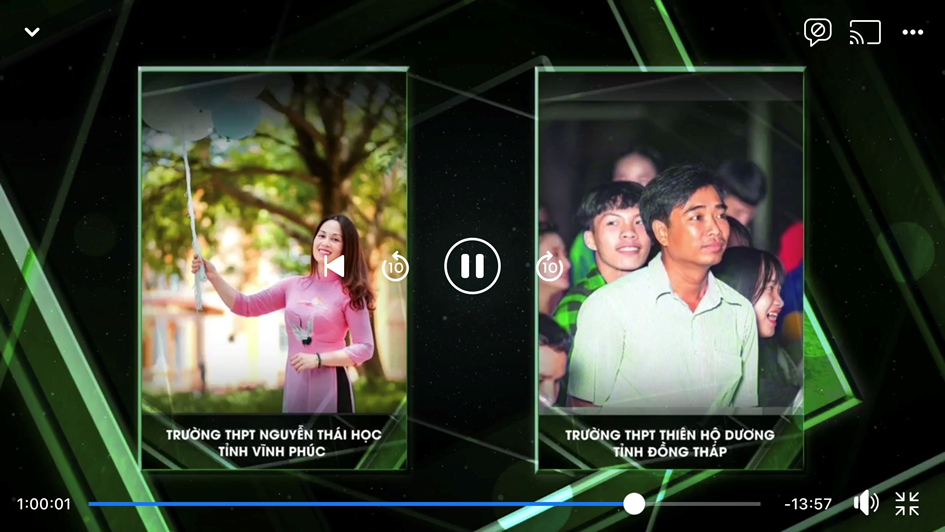 10
10
TRƯỜNG THPT NGUYỄN THÁI HỌC
TỈNH VĨNH PHÚC
TRƯỜNG THPT THIÊN HỘ DƯƠNG
TỈNH ĐỒNG THÁP
1:00:01
-13:57